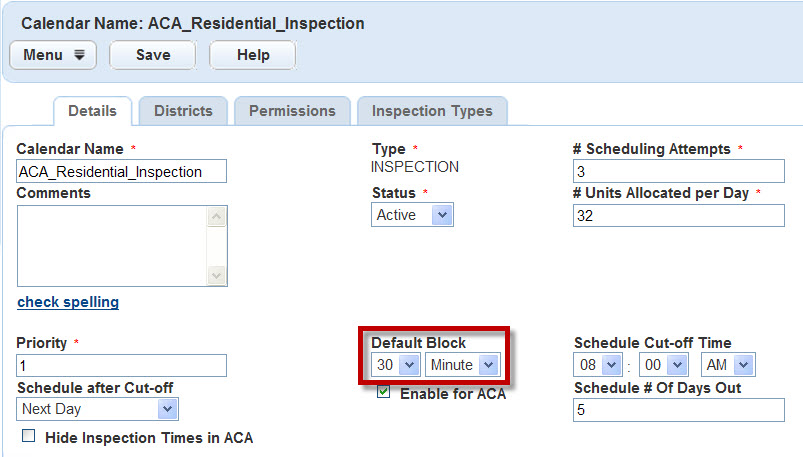 Calendar Name: ACA_Residential_Inspection
Menu Save Help
Details Districts Permissions Inspection Types
Calendar Name * Type * # Scheduling Attempts *
ACA_Residential_Inspection INSPECTION 3
Comments Status * # Units Allocated per Day *
Active 32
check spelling
Priority * Default Block Schedule Cut-off Time
1 30 Minute 08 : 00 AM
Schedule after Cut-off Enable for ACA Schedule # Of Days Out
Next Day 5
Hide Inspection Times in ACA